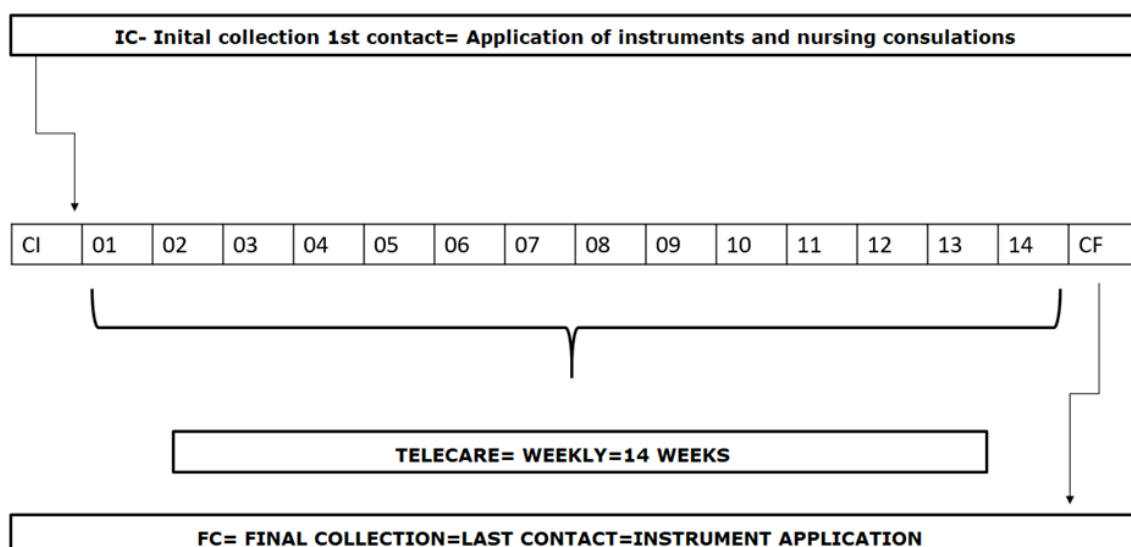 IC- Inital collection 1st contact= Application of instruments and nursing consulations
CI 01 02 03 04 05 06 07 08 09 10 11 12 13 14 CF
TELECARE= WEEKLY=14 WEEKS
FC= FINAL COLLECTION=LAST CONTACT=INSTRUMENT APPLICATION